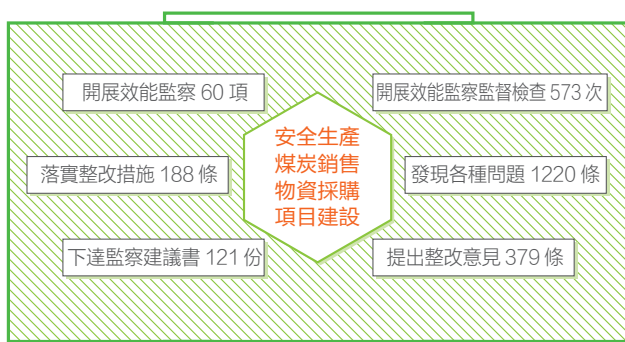 開展效能監察 60 項
開展效能監察監督檢查 573 次
安全生產
煤炭銷售
物資採購
項目建設
落實整改措施 188 條
發現各種問題 1220 條
下達監察建議書 121 份
提出整改意見 379 條